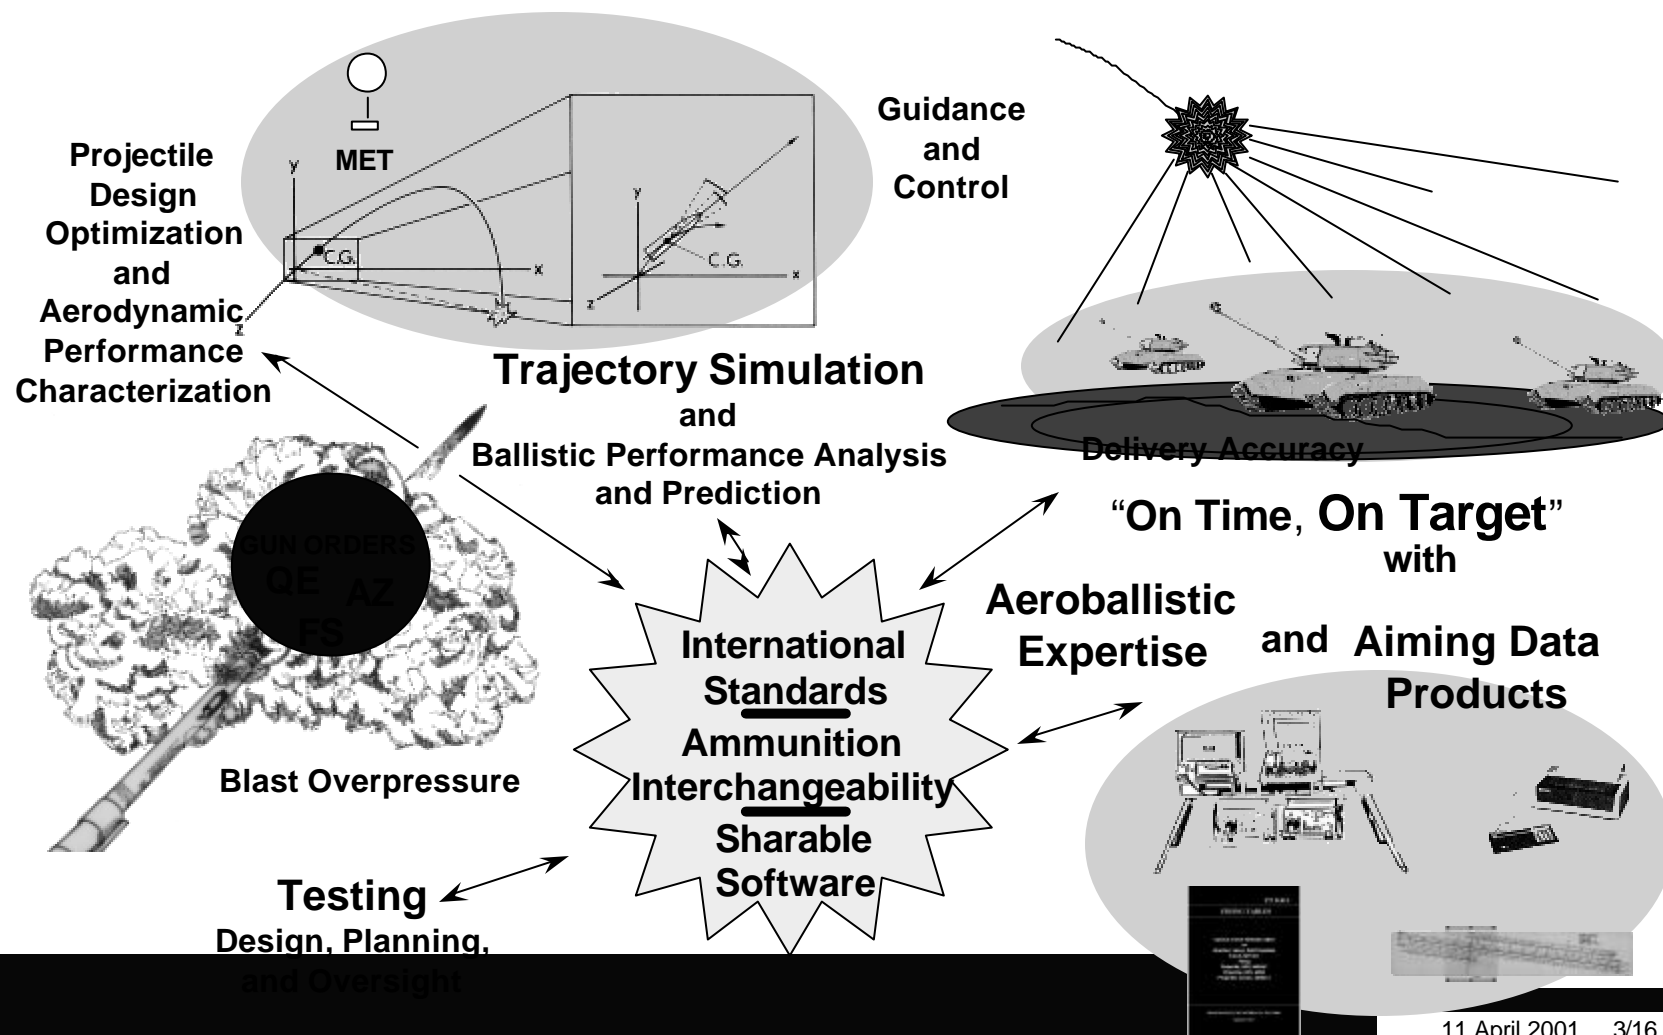 MET
y
C.G.
x
z
y
C.G.
x
z
Projectile
Design
Optimization
and
Aerodynamic
Performance
Characterization
Guidance
and
Control
Trajectory Simulation
and
Ballistic Performance Analysis
and Prediction
Delivery Accuracy
“On Time, On Target”
with
Aeroballistic
Expertise
and Aiming Data
Products
GUN ORDERS
QE AZ
FS
Blast Overpressure
International
Standards
Ammunition
Interchangeability
Sharable
Software
Testing
Design, Planning,
and Oversight
FIRING TABLES
11 April 2001 3/16